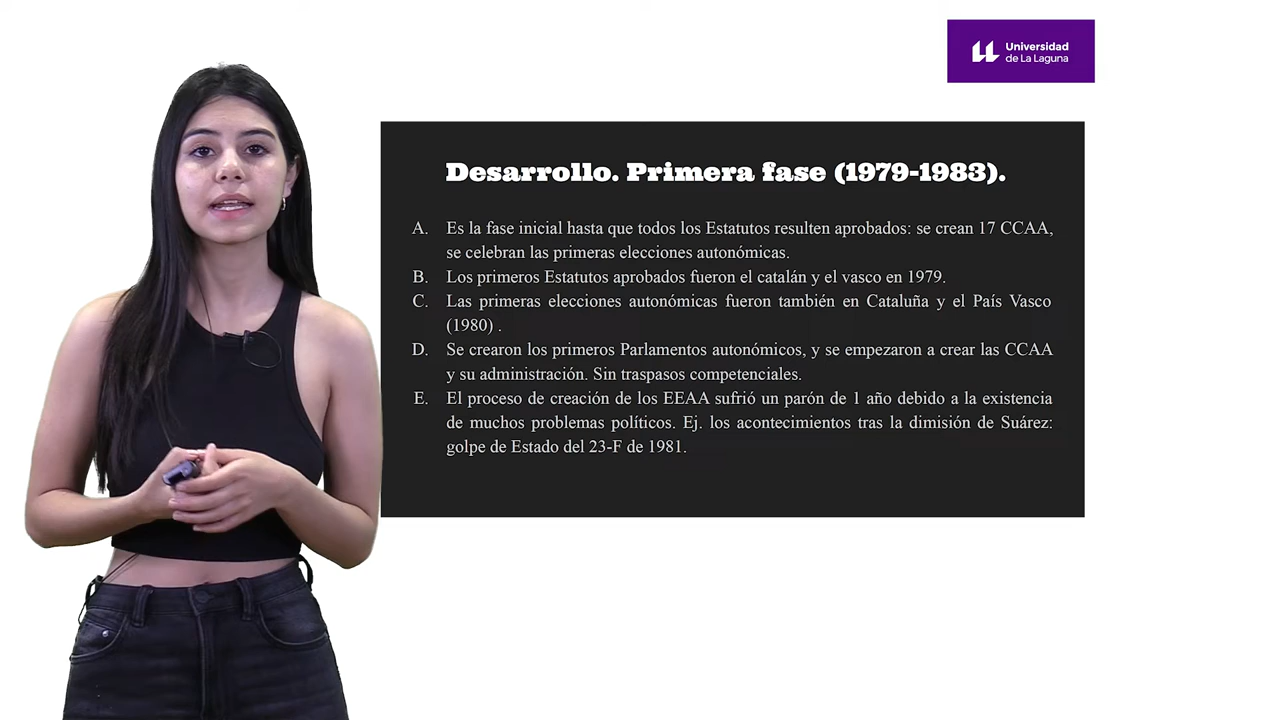 Universidad
de La Laguna
Desarrollo. Primera fase (1979-1983).
A. Es la fase inicial hasta que todos los Estatutos resulten aprobados: se crean 17 CCAA,
se celebran las primeras elecciones autonómicas.
B. Los primeros Estatutos aprobados fueron el catalán y el vasco en 1979.
C. Las primeras elecciones autonómicas fueron también en Cataluña y el País Vasco
(1980) .
D. Se crearon los primeros Parlamentos autonómicos, y se empezaron a crear las CCAA
y su administración. Sin traspasos competenciales.
E. El proceso de creación de los EEAA sufrió un parón de 1 año debido a la existencia
de muchos problemas políticos. Ej. los acontecimientos tras la dimisión de Suárez:
golpe de Estado del 23-F de 1981.